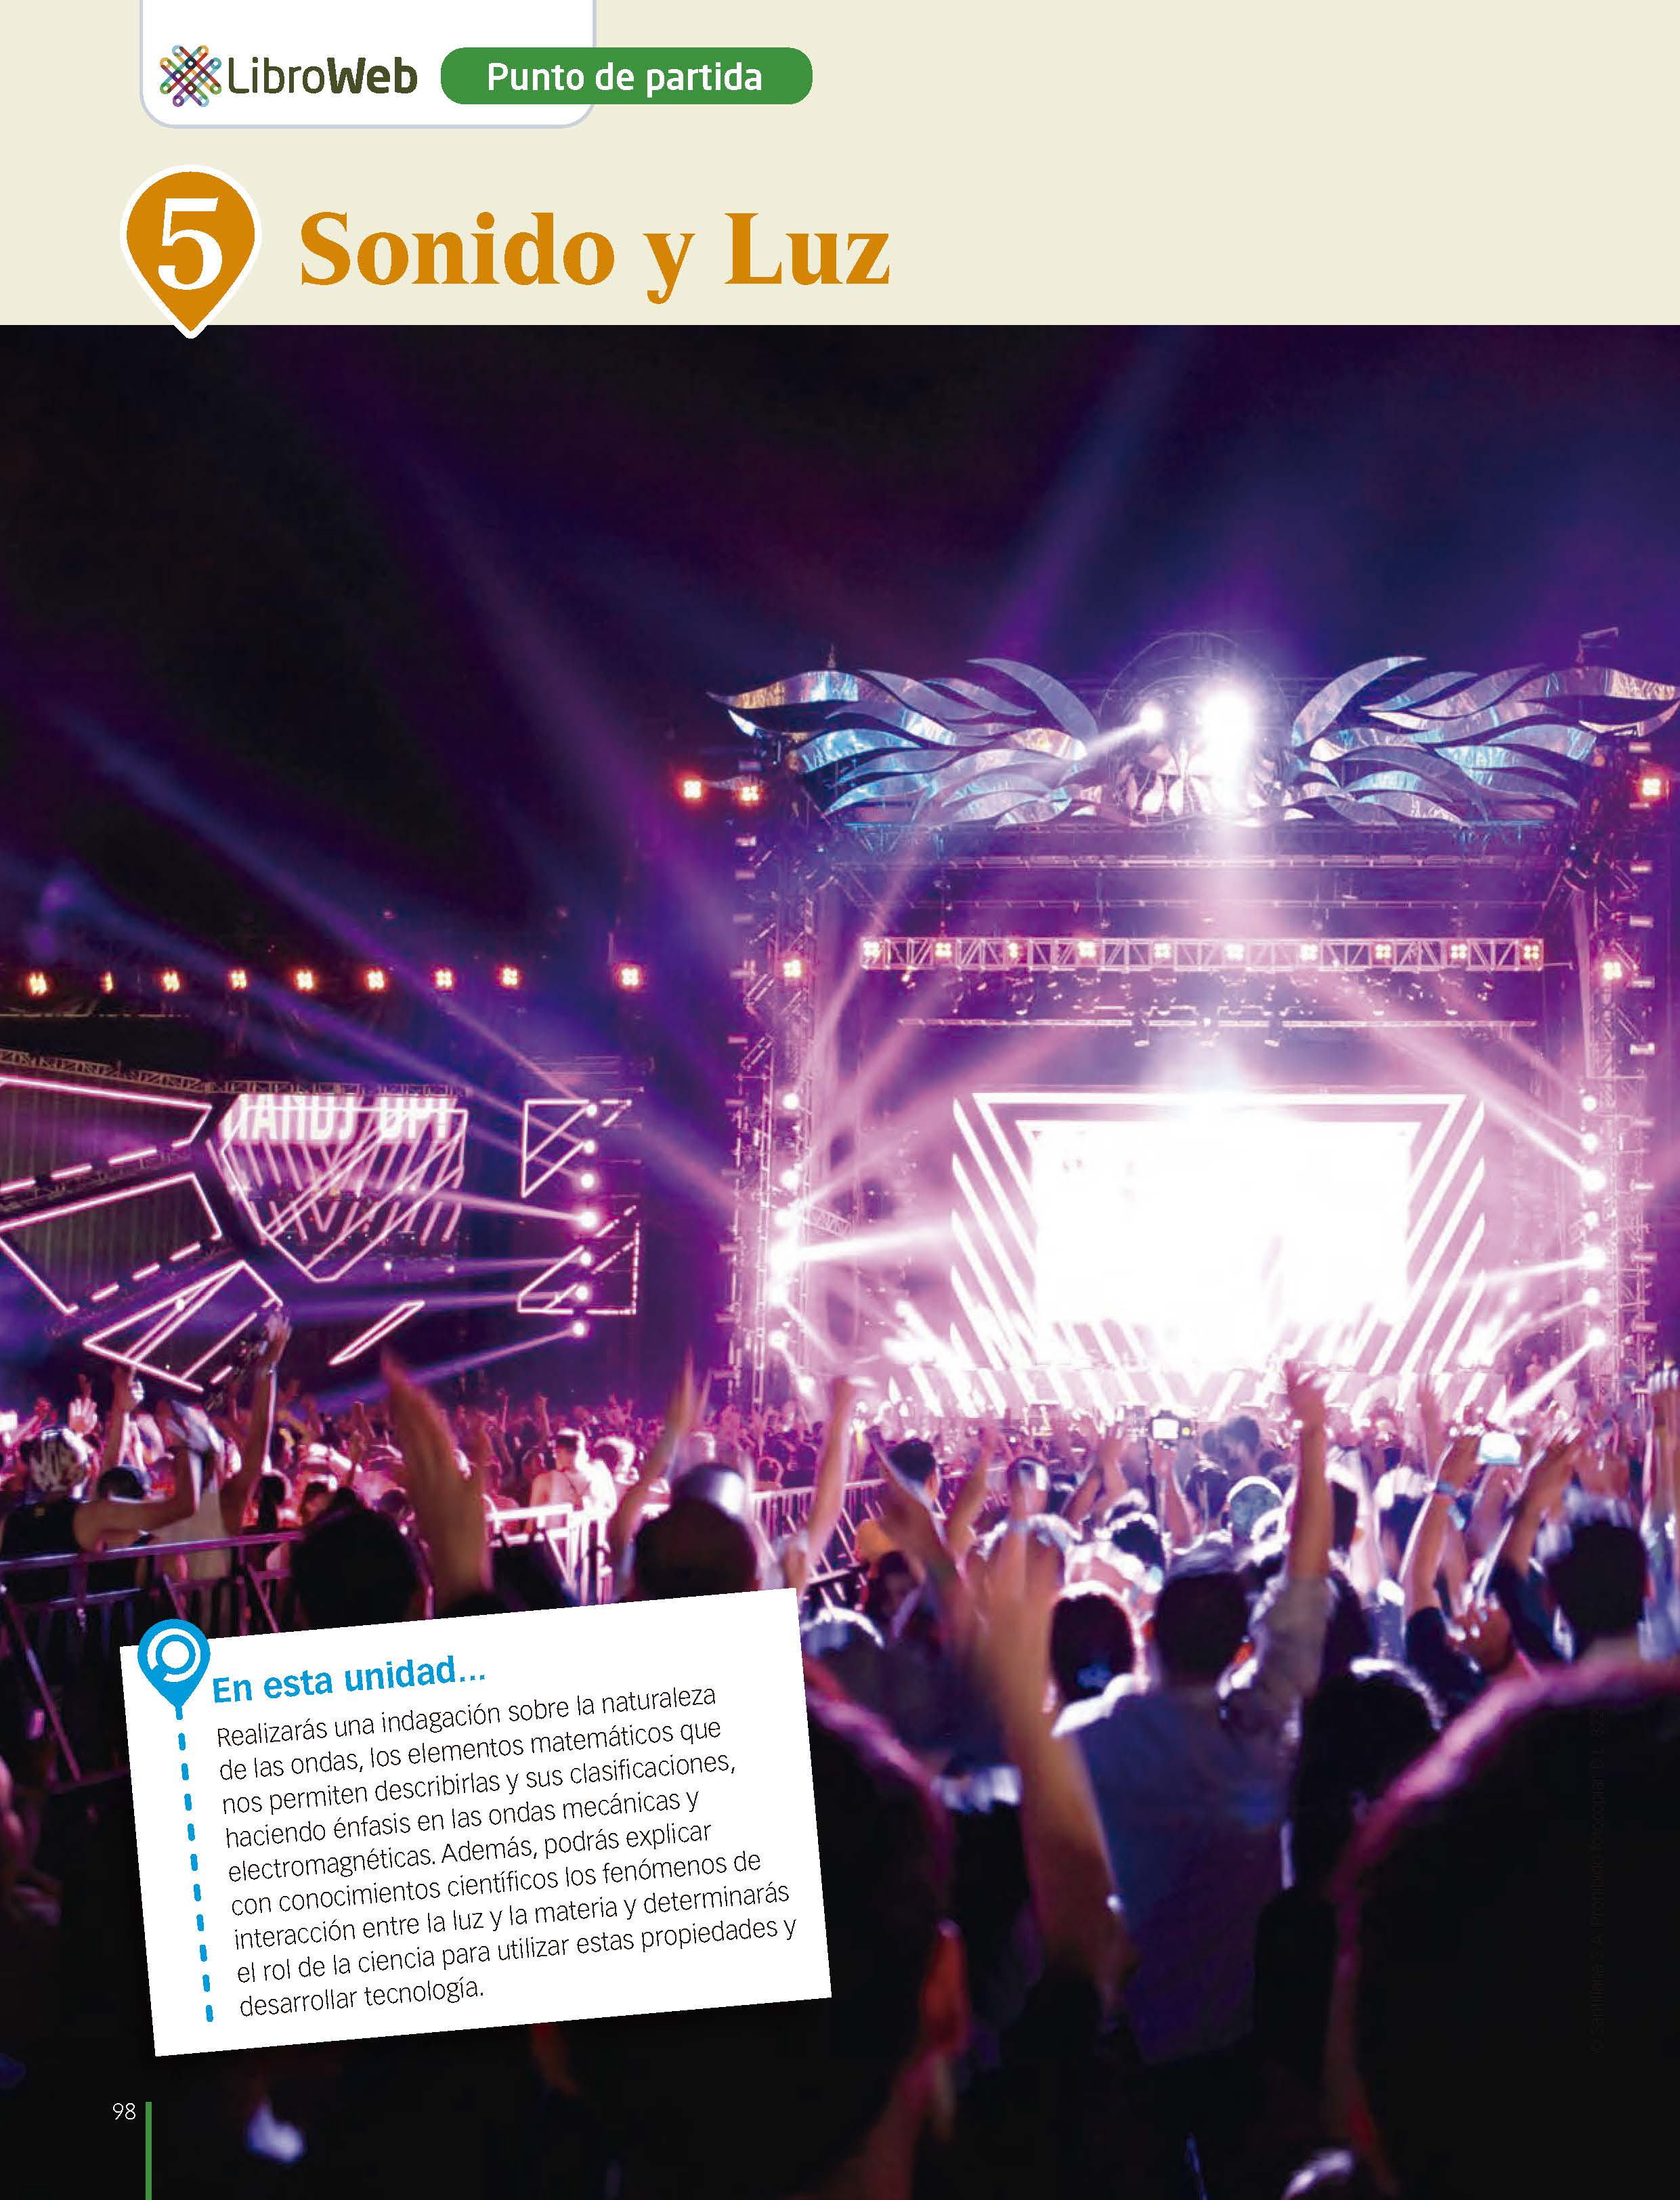 LibroWeb
Punto de partida
5
Sonido y Luz
HANDS UP!
En esta unidad...
Realizarás una indagación sobre la naturaleza
de las ondas, los elementos matemáticos que
nos permiten describirlas y sus clasificaciones,
haciendo énfasis en las ondas mecánicas y
electromagnéticas. Además, podrás explicar
con conocimientos científicos los fenómenos de
interacción entre la luz y la materia y determinarás
el rol de la ciencia para utilizar estas propiedades y
desarrollar tecnología.
98